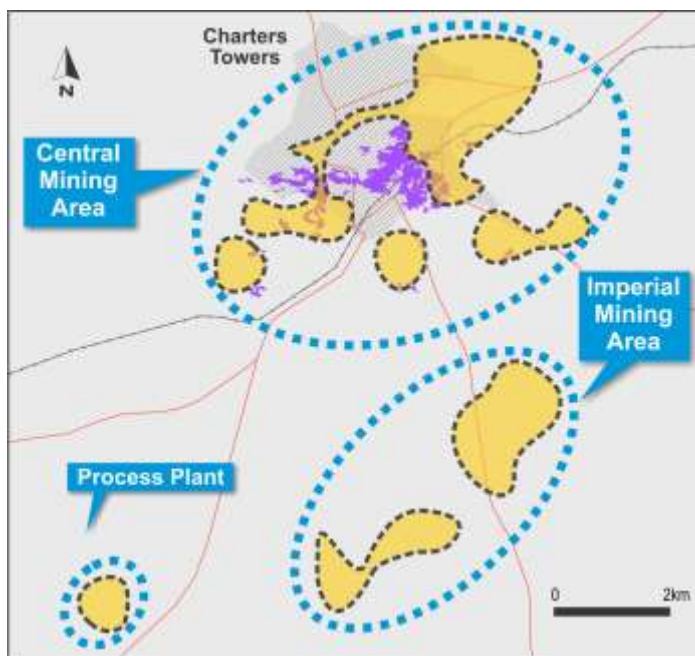 Charters
Towers
N
Central
Mining
Area
Imperial
Mining
Area
Process Plant
0 2km